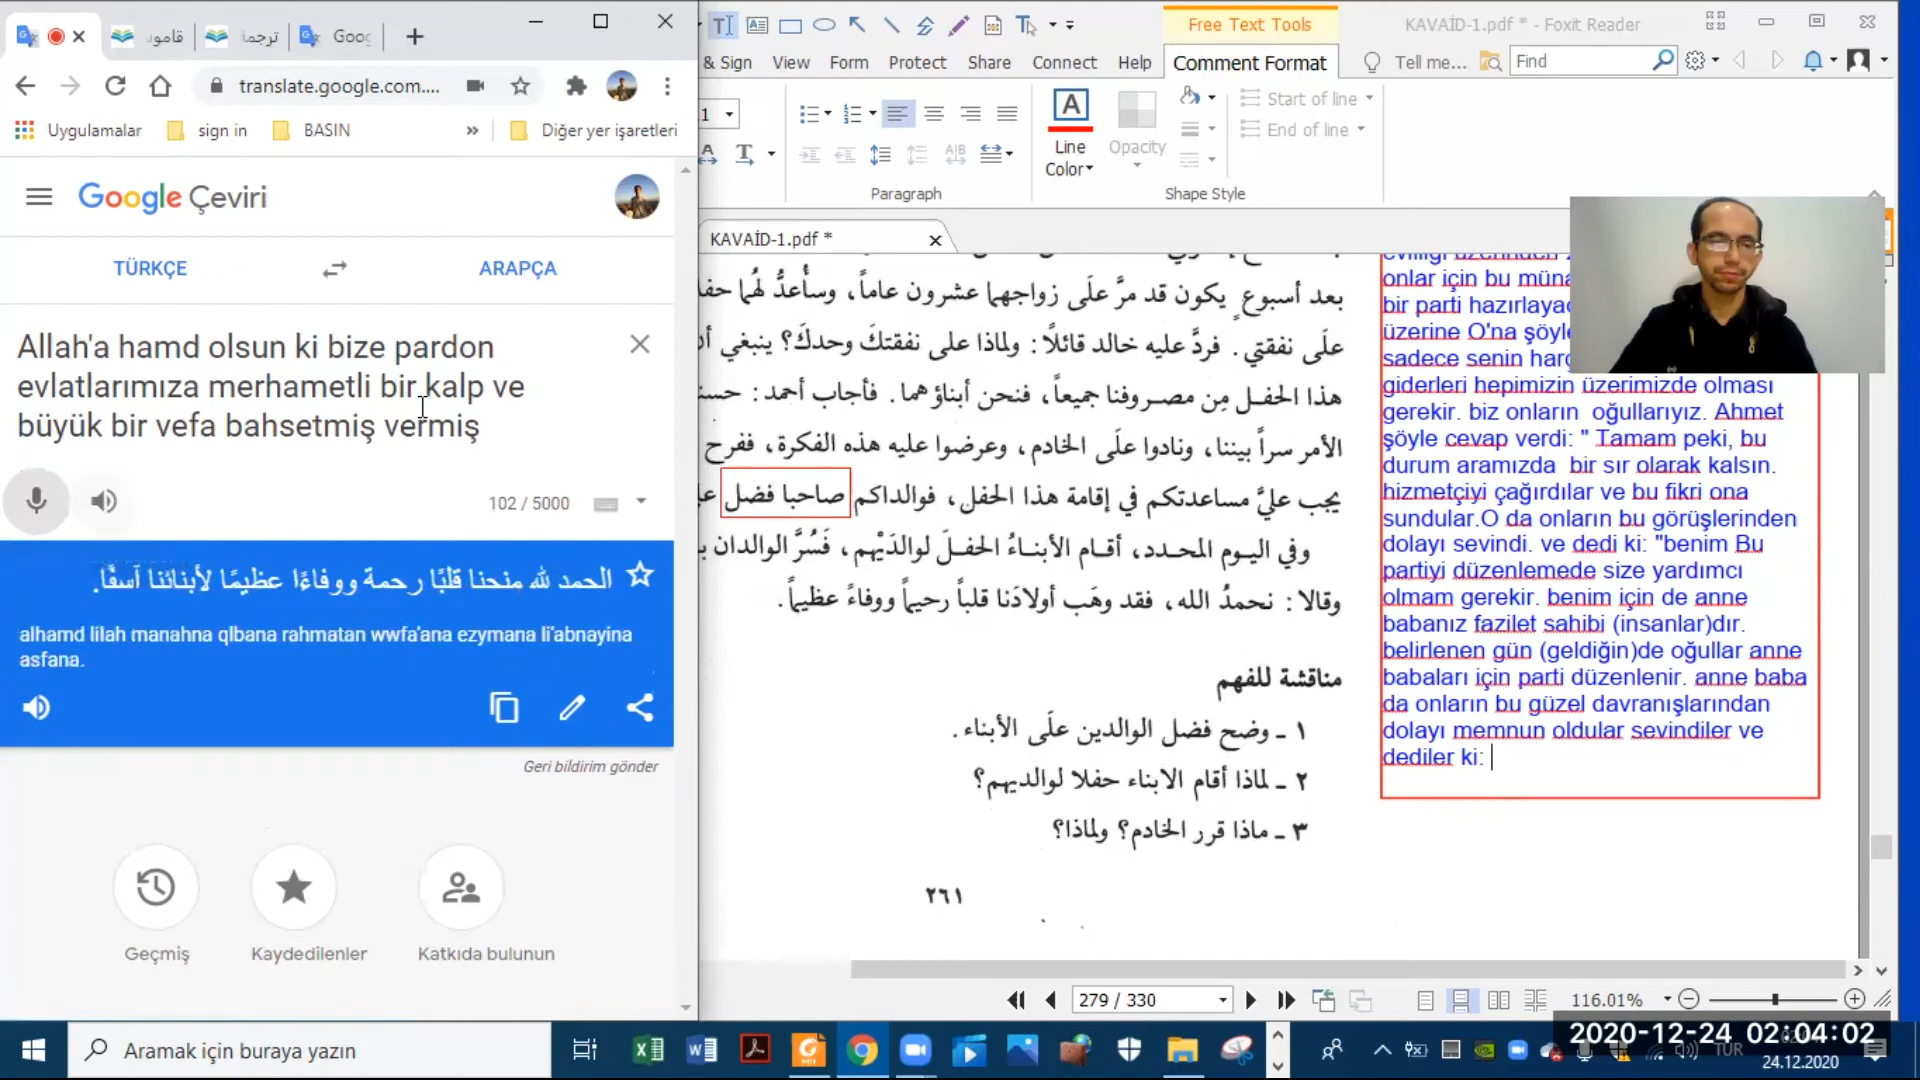 قاموس
ترجمة
Goog
translate.google.com....
Uygulamalar
sign in
BASIN
»
Diğer yer işaretleri
Google Çeviri
TÜRKÇE
ARAPÇA
Allah'a hamd olsun ki bize pardon
evlatlarımıza merhametli bir kalp ve
büyük bir vefa bahsetmiş vermiş
102 / 5000
الحمد لله منحنا قلبًا رحمة ووفاءًا عظيمًا لأبنائنا آسفًا.
alhamd lilah manahna qlbana rahmatan wwfa'ana ezymana li'abnayina
asfana.
Geri bildirim gönder
Geçmiş
Kaydedilenler
Katkıda bulunun
Free Text Tools
KAVAİD-1.pdf * - Foxit Reader
& Sign
View
Form
Protect
Share
Connect
Help
Comment Format
Tell me...
Find
Line
Color
Opacity
Start of line
End of line
Paragraph
Shape Style
KAVAİD-1.pdf *
بعد أسبوعٍ يكون قد مرَّ علَى زواجهما عشرون عاماً، وسأُعدُّ لهُما
علَى نفقتي. فردَّ عليه خالد قائلًا: ولماذا على نفقتكَ وحدكَ؟ ينبغي
هذا الحفل مِن مصروفنا جميعاً، فنحن أبناؤهما. فأجاب أحمد:
الأمر سراً بيننا، ونادوا علَى الخادم، وعرضوا عليه هذه الفكرة، ففرح
يجب عليَّ مساعدتكم في إقامة هذا الحفل، فوالداكم صاحبا فضل
وفي اليوم المحدد، أقام الأبناءُ الحفلَ لوالديْهم، فَسُرَّ الوالدان
وقالا: نحمدُ الله، فقد وهَب أولادَنا قلباً رحيماً ووفاءً عظيماً.
مناقشة للفهم
١ - وضح فضل الوالدين علَى الأبناء.
٢ - لماذا أقام الابناء حفلا لوالديهم؟
٣ - ماذا قرر الخادم؟ ولماذا؟
٢٦١
onlar için bu
bir parti
üzerine O'na
sadece senin
giderleri hepimizin üzerimizde olması
gerekir. biz onların oğullarıyız. Ahmet
şöyle cevap verdi: " Tamam peki, bu
durum aramızda bir sır olarak kalsın.
hizmetçiyi çağırdılar ve bu fikri ona
sundular.O da onların bu görüşlerinden
dolayı sevindi. ve dedi ki: "benim Bu
partiyi düzenlemede size yardımcı
olmam gerekir. benim için de anne
babanız fazilet sahibi (insanlar)dır.
belirlenen gün (geldiğin)de oğullar anne
babaları için parti düzenlenir. anne baba
da onların bu güzel davranışlarından
dolayı memnun oldular sevindiler ve
dediler ki:
279 / 330
116.01%
Aramak için buraya yazın
TUR
2020-12-24 02:04:02
24.12.2020